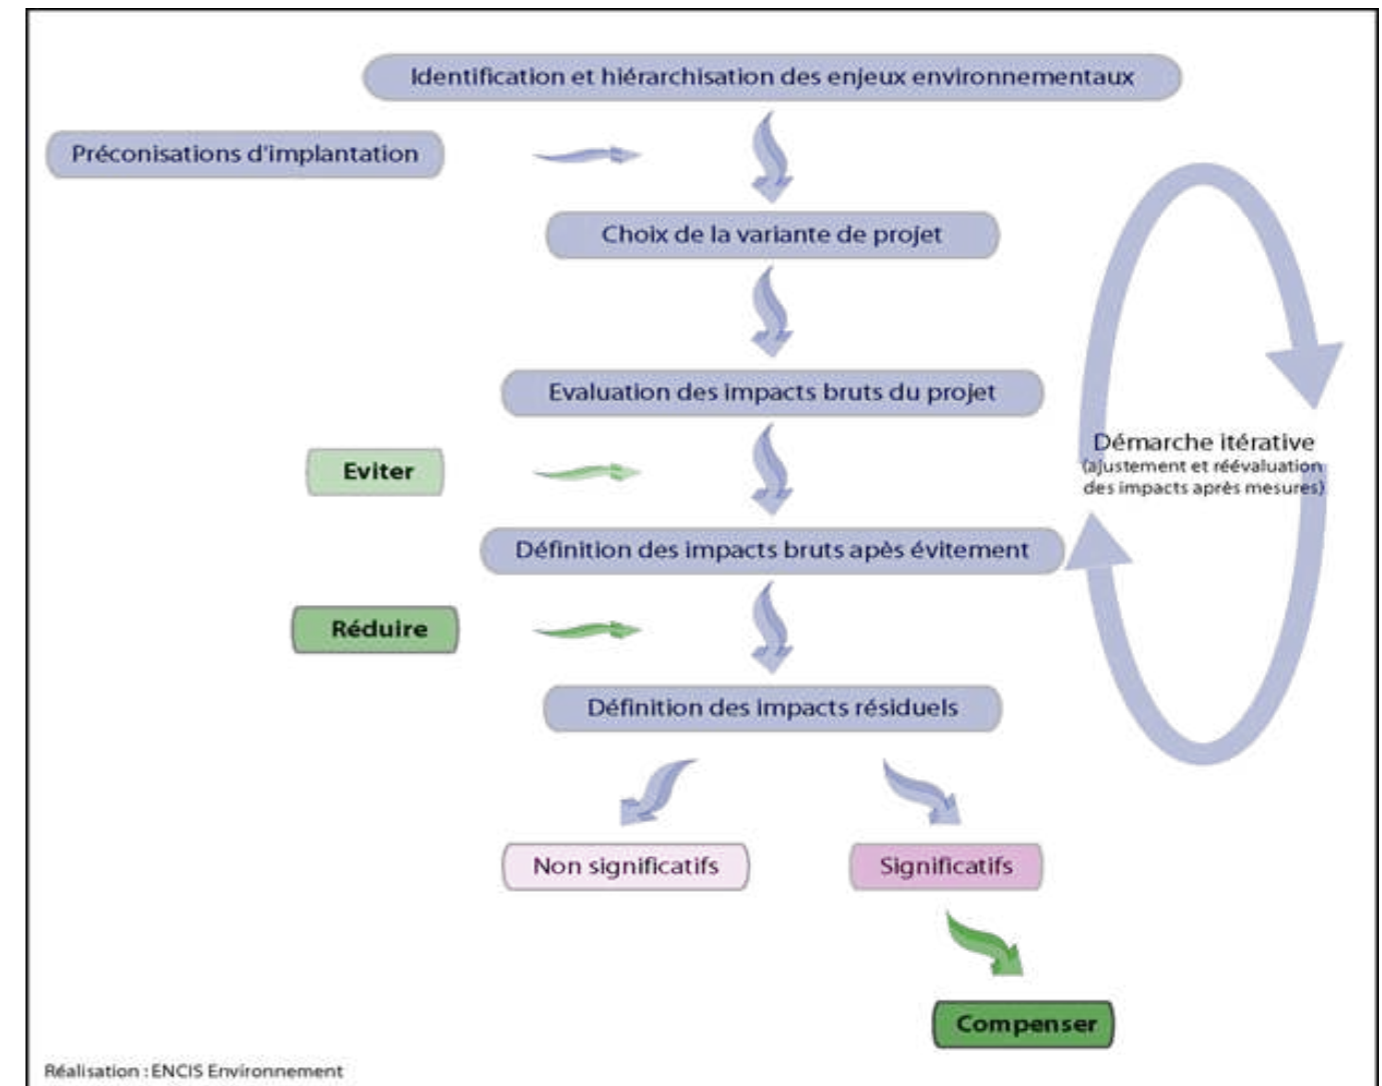 Identification et hiérarchisation des enjeux environnementaux
Préconisations d'implantation
Choix de la variante de projet
Evaluation des impacts bruts du projet
Démarche itérative
(ajustement et réévaluation
des impacts après mesures)
Eviter
Définition des impacts bruts apès évitement
Réduire
Définition des impacts résiduels
Non significatifs
Significatifs
Compenser
Réalisation : ENCIS Environnement